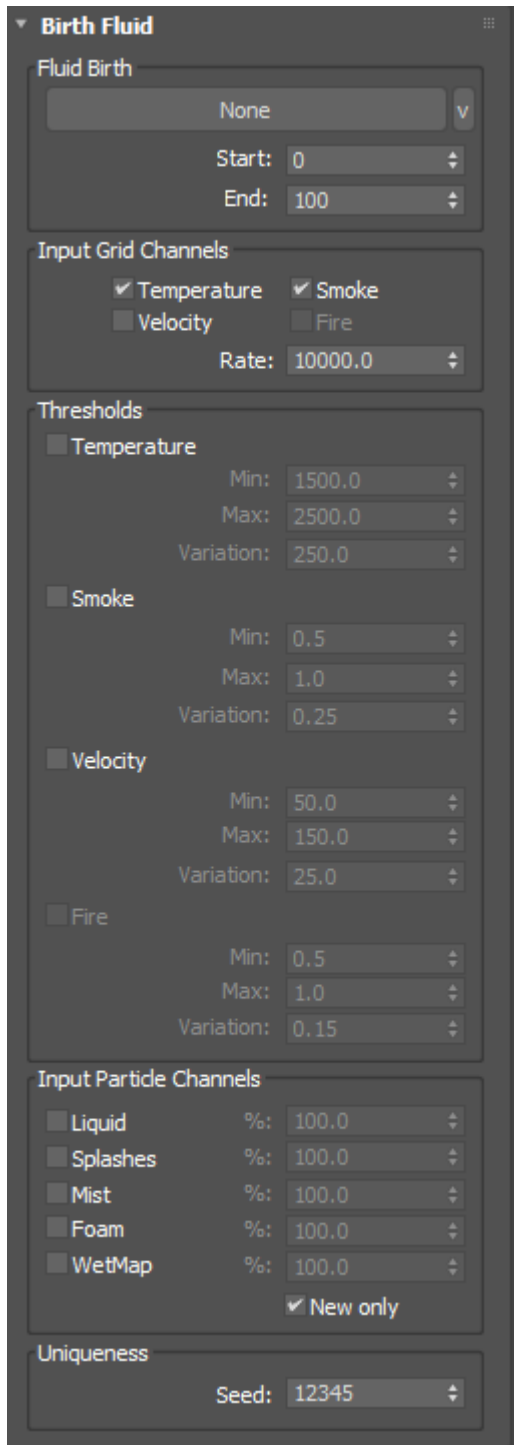 Birth Fluid
Fluid Birth
None v
Start: 0
End: 100
Input Grid Channels
Temperature Smoke
Velocity Fire
Rate: 10000.0
Thresholds
Temperature
Min: 1500.0
Max: 2500.0
Variation: 250.0
Smoke
Min: 0.5
Max: 1.0
Variation: 0.25
Velocity
Min: 50.0
Max: 150.0
Variation: 25.0
Fire
Min: 0.5
Max: 1.0
Variation: 0.15
Input Particle Channels
Liquid %: 100.0
Splashes %: 100.0
Mist %: 100.0
Foam %: 100.0
WetMap %: 100.0
New only
Uniqueness
Seed: 12345